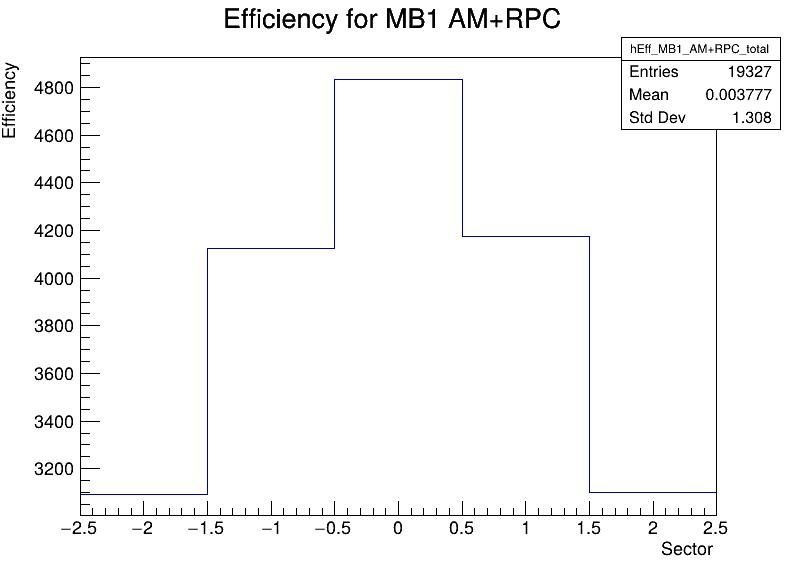 Efficiency for MB1 AM+RPC
hEff_MB1_AM+RPC_total
Entries 19327
Mean 0.003777
Std Dev 1.308
Efficiency
4800
4600
4400
4200
4000
3800
3600
3400
3200
−2.5 −2 −1.5 −1 −0.5 0 0.5 1 1.5 2 2.5
Sector